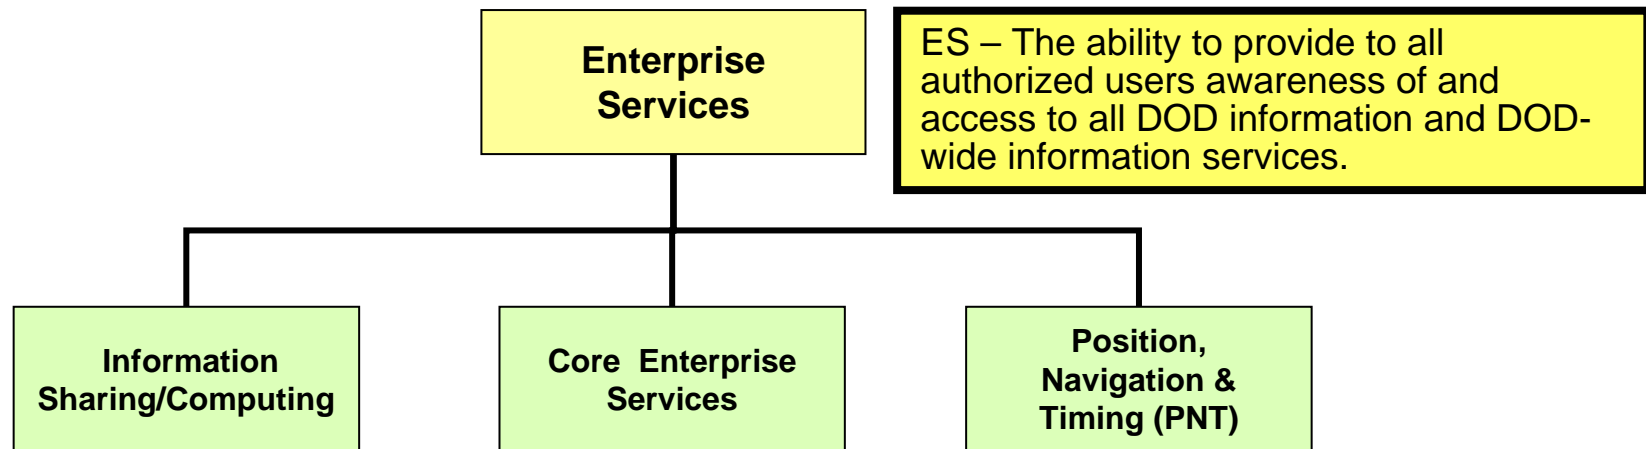 Enterprise
Services
ES – The ability to provide to all
authorized users awareness of and
access to all DOD information and DOD-
wide information services.
Information
Sharing/Computing
Core Enterprise
Services
Position,
Navigation &
Timing (PNT)